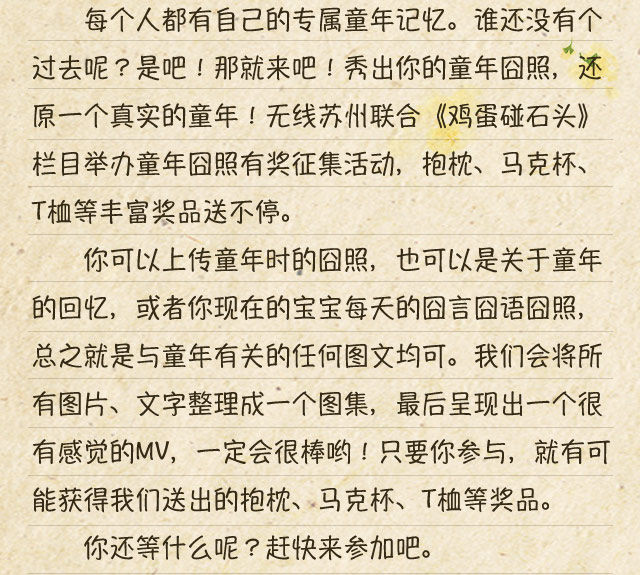 每个人都有自己的专属童年记忆。谁还没有个
过去呢？是吧！那就来吧！秀出你的童年囧照，还
原一个真实的童年！无线苏州联合《鸡蛋碰石头》
栏目举办童年囧照有奖征集活动，抱枕、马克杯、
T桖等丰富奖品送不停。
你可以上传童年时的囧照，也可以是关于童年
的回忆，或者你现在的宝宝每天的囧言囧语囧照，
总之就是与童年有关的任何图文均可。我们会将所
有图片、文字整理成一个图集，最后呈现出一个很
有感觉的MV，一定会很棒哟！只要你参与，就有可
能获得我们送出的抱枕、马克杯、T桖等奖品。
你还等什么呢？赶快来参加吧。